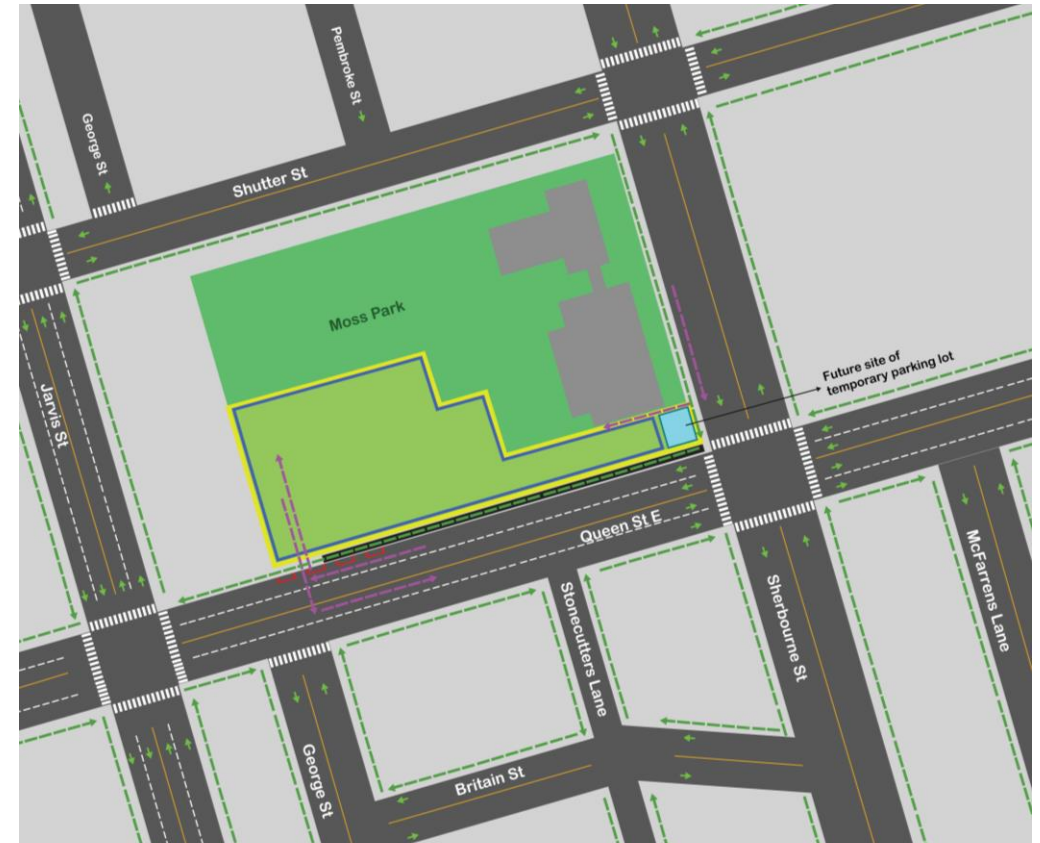 Pembroke St
George St
Shutter St
Moss Park
Future site of
temporary parking lot
Jarvis St
Queen St E
Stonecutters Lane
Sherbourne St
McFarrens Lane
George St
Britain St